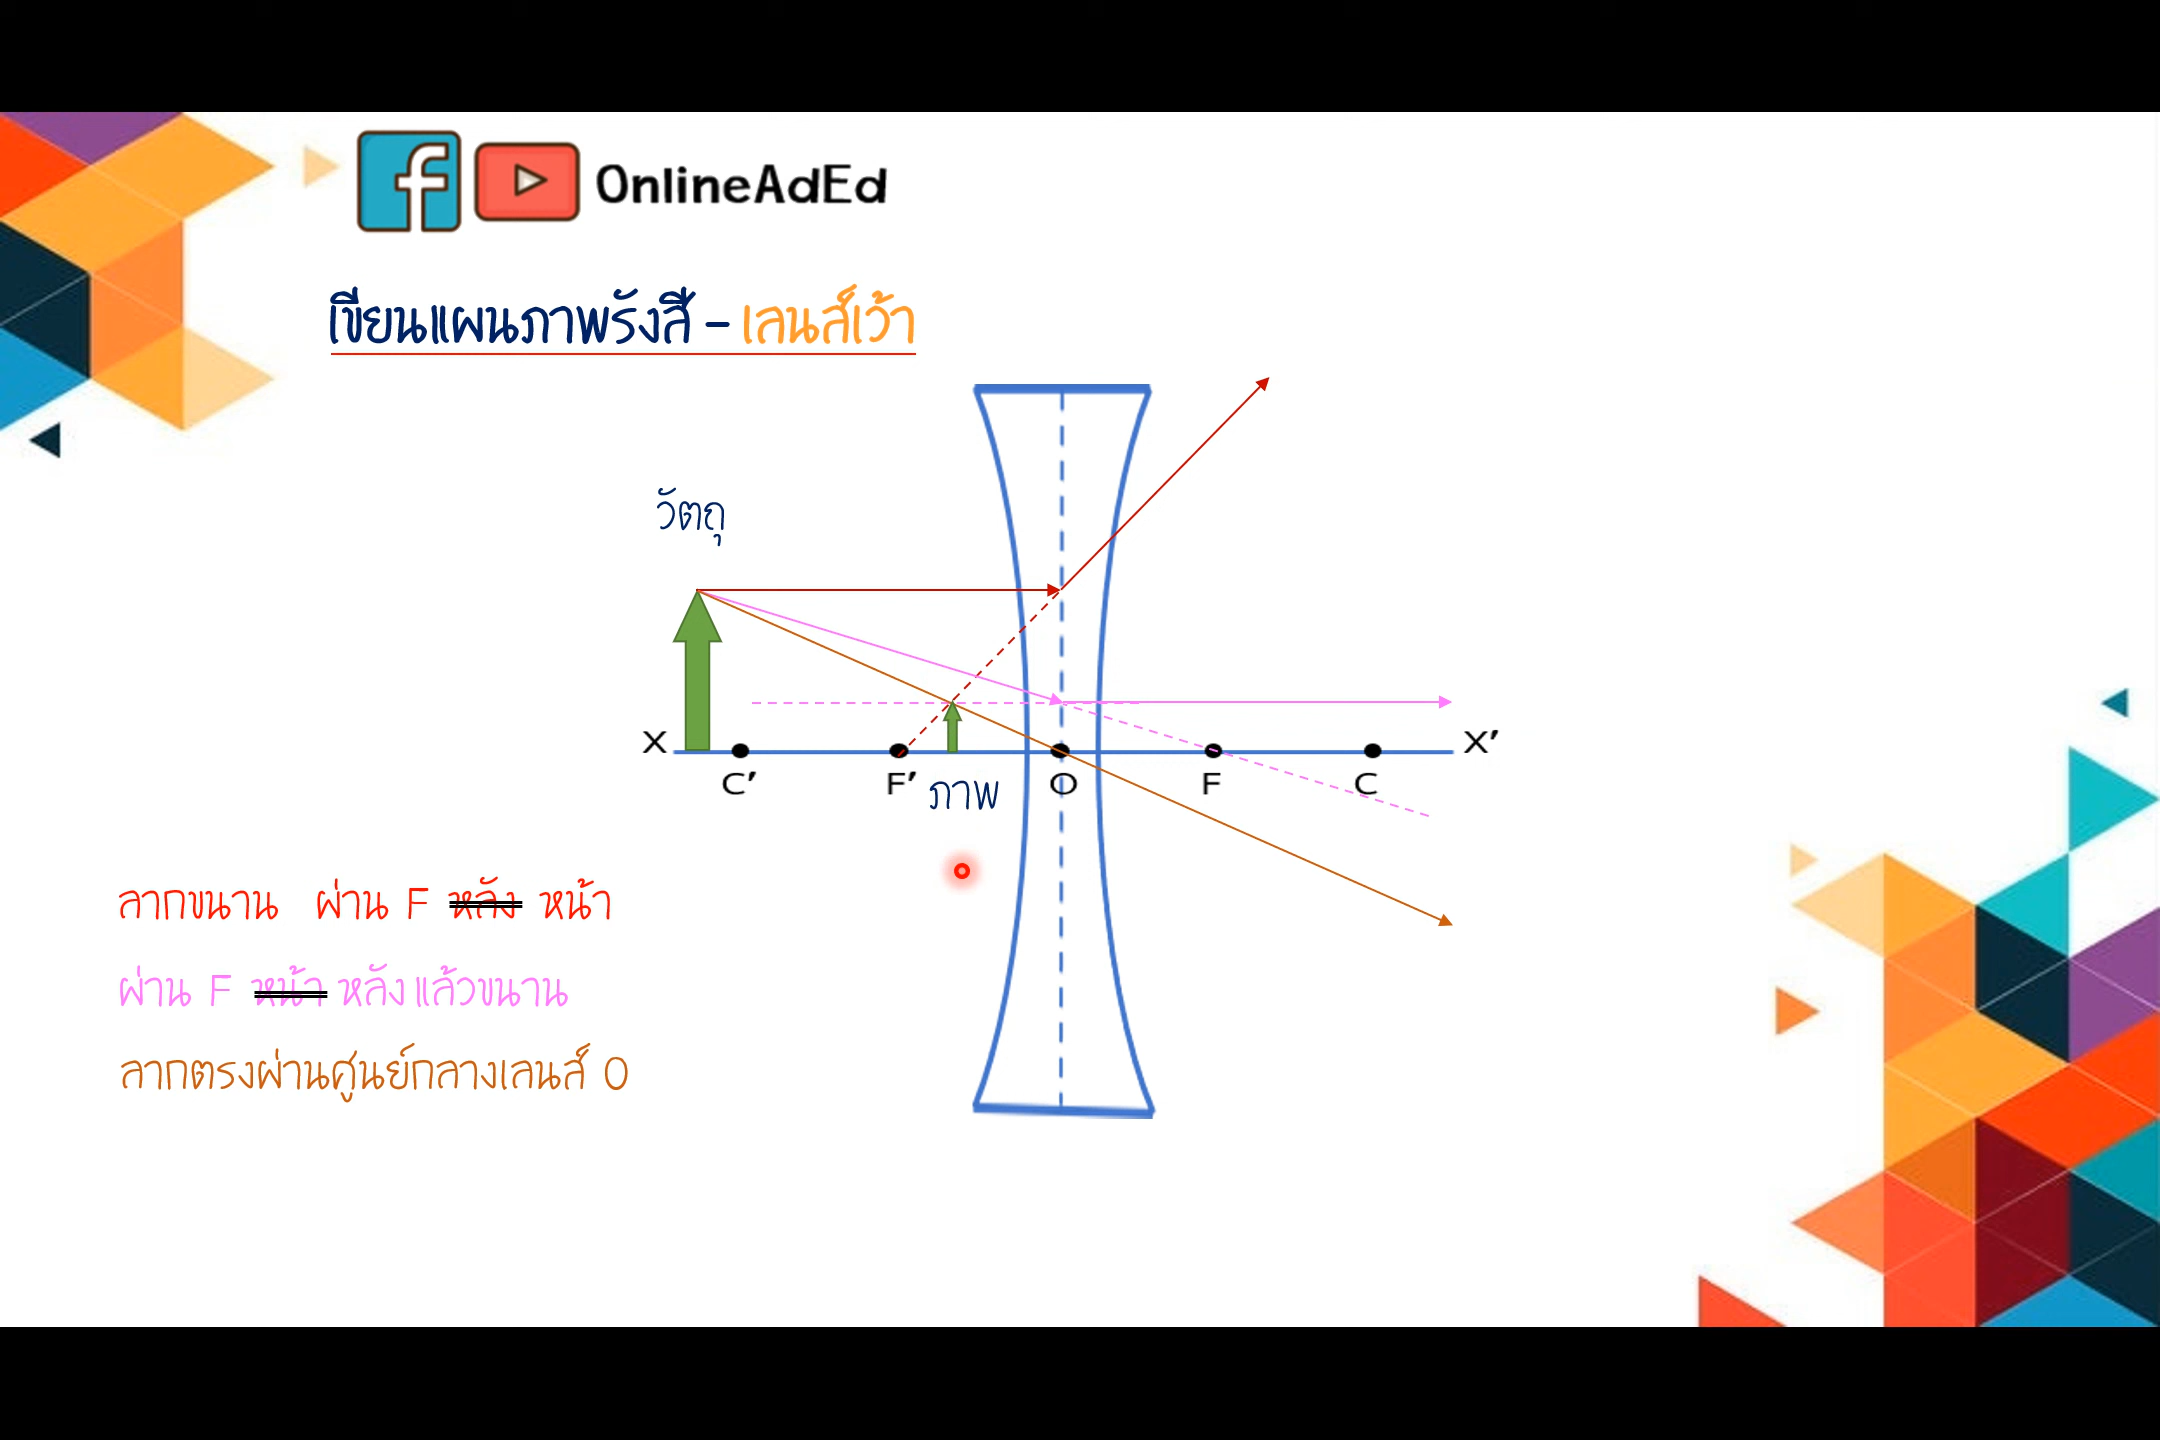 OnlineAdEd
เขียนแผนภาพรังสี - เลนส์เว้า
วัตถุ
X C' F' O F C X'
ภาพ
ลากขนาน ผ่าน F หลัง หน้า
ผ่าน F หน้า หลัง แล้วขนาน
ลากตรงผ่านศูนย์กลางเลนส์ O